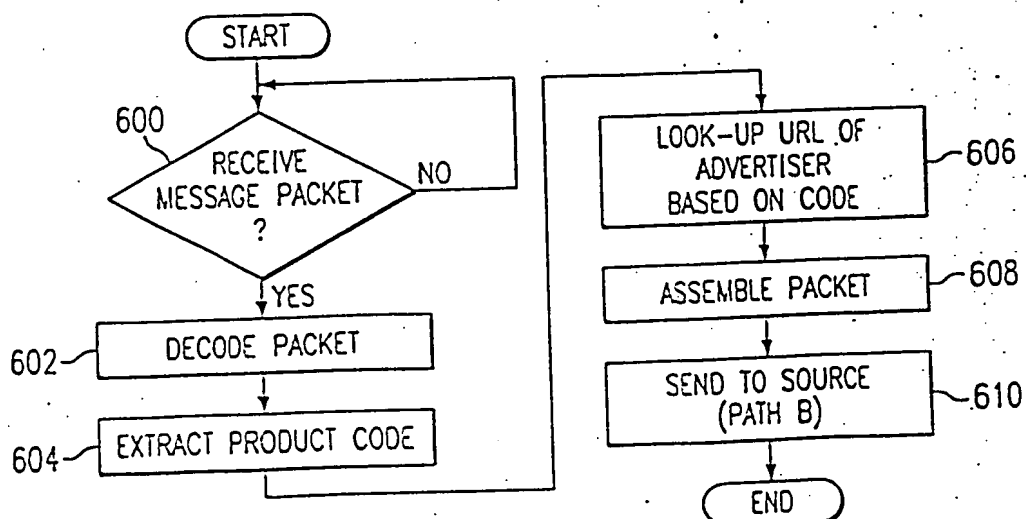 START
600
RECEIVE
MESSAGE PACKET
?
NO
YES
602
DECODE PACKET
604
EXTRACT PRODUCT CODE
LOOK-UP URL OF
ADVERTISER
BASED ON CODE
606
ASSEMBLE PACKET
608
SEND TO SOURCE
(PATH B)
610
END